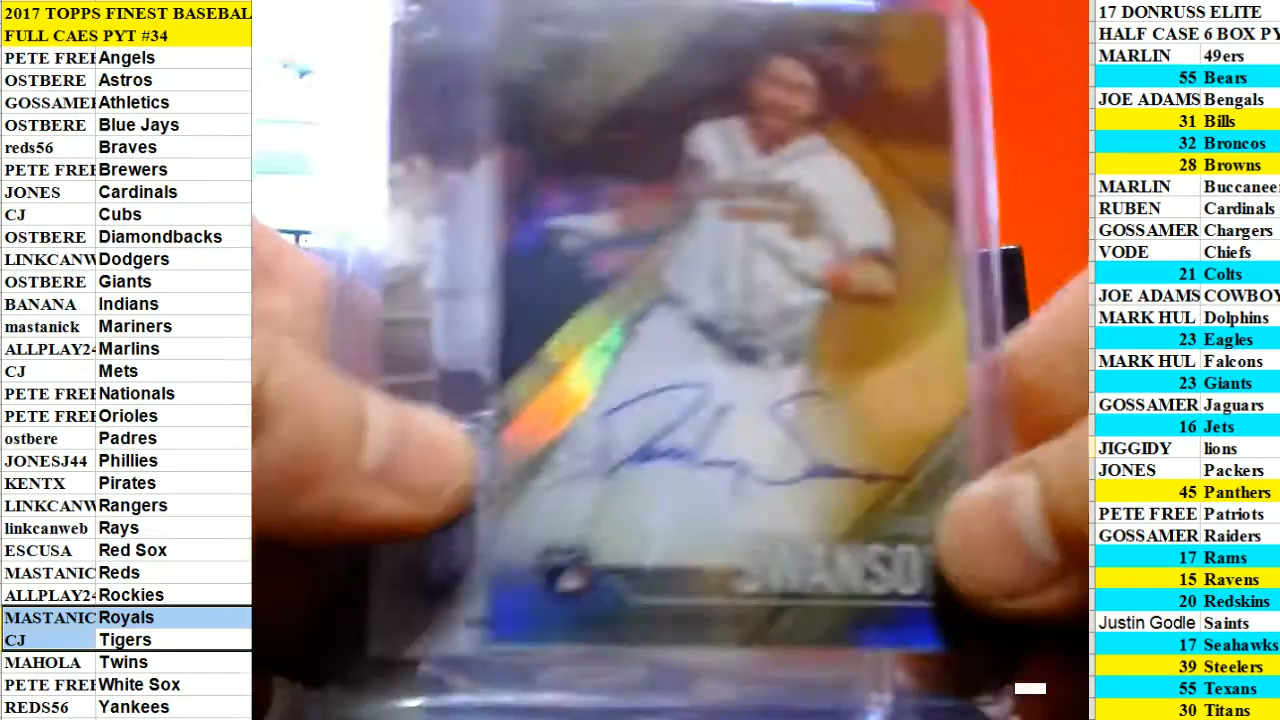 2017 TOPPS FINEST BASEBAL
FULL CAES PYT #34
PETE FREE Angels
OSTBERE Astros
GOSSAMER Athletics
OSTBERE Blue Jays
reds56 Braves
PETE FREE Brewers
JONES Cardinals
CJ Cubs
OSTBERE Diamondbacks
LINKCANW Dodgers
OSTBERE Giants
BANANA Indians
mastanick Mariners
ALLPLAY24 Marlins
CJ Mets
PETE FREE Nationals
PETE FREE Orioles
ostbere Padres
JONESJ44 Phillies
KENTX Pirates
LINKCANW Rangers
linkcanweb Rays
ESCUSA Red Sox
MASTANIC Reds
ALLPLAY24 Rockies
MASTANIC Royals
CJ Tigers
MAHOLA Twins
PETE FREE White Sox
REDS56 Yankees
SWANSO
17 DONRUSS ELITE
HALF CASE 6 BOX PY
MARLIN 49ers
55 Bears
JOE ADAMS Bengals
31 Bills
32 Broncos
28 Browns
MARLIN Buccanee
RUBEN Cardinals
GOSSAMER Chargers
VODE Chiefs
21 Colts
JOE ADAMS COWBOY
MARK HUL Dolphins
23 Eagles
MARK HUL Falcons
23 Giants
GOSSAMER Jaguars
16 Jets
JIGGIDY lions
JONES Packers
45 Panthers
PETE FREE Patriots
GOSSAMER Raiders
17 Rams
15 Ravens
20 Redskins
Justin Godle Saints
17 Seahawks
39 Steelers
55 Texans
30 Titans